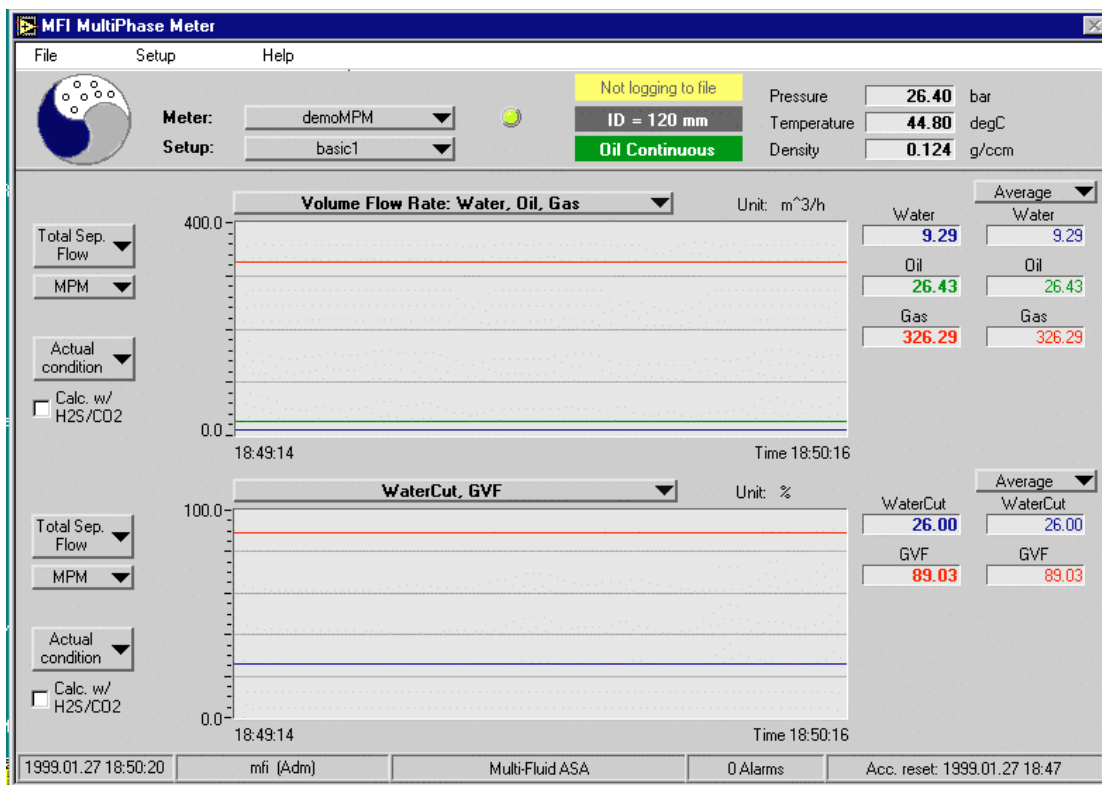 MFI MultiPhase Meter
File Setup Help
Meter: demoMPM
Setup: basic1
Not logging to file
ID = 120 mm
Oil Continuous
Pressure 26.40 bar
Temperature 44.80 degC
Density 0.124 g/ccm
Volume Flow Rate: Water, Oil, Gas
Unit: m^3/h
Average
Total Sep.
Flow
MPM
Actual
condition
Calc. w/
H2S/CO2
400.0
0.0
18:49:14
Time 18:50:16
Water Water
9.29 9.29
Oil Oil
26.43 26.43
Gas Gas
326.29 326.29
WaterCut, GVF
Unit: %
Average
Total Sep.
Flow
MPM
Actual
condition
Calc. w/
H2S/CO2
100.0
0.0
18:49:14
Time 18:50:16
WaterCut WaterCut
26.00 26.00
GVF GVF
89.03 89.03
1999.01.27 18:50:20 mfi (Adm) Multi-Fluid ASA 0 Alarms Acc. reset: 1999.01.27 18:47